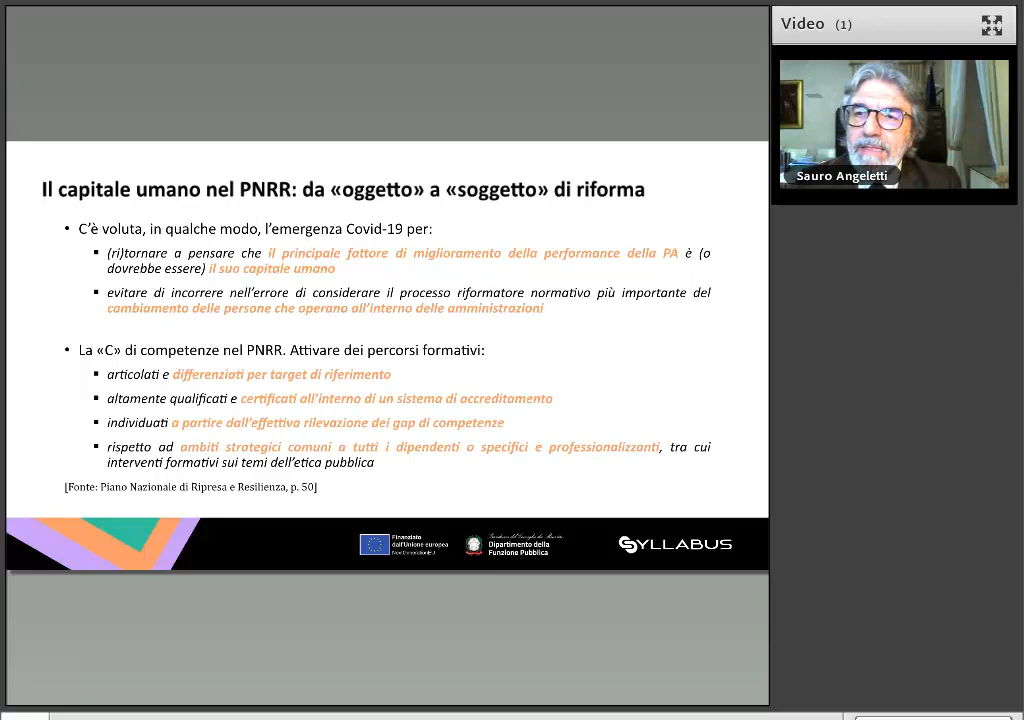 Il capitale umano nel PNRR: da «oggetto» a «soggetto» di riforma
• C'è voluta, in qualche modo, l'emergenza Covid-19 per:
▪ (ri)tornare a pensare che il principale fattore di miglioramento della performance della PA è (o
dovrebbe essere) il suo capitale umano
▪ evitare di incorrere nell'errore di considerare il processo riformatore normativo più importante del
cambiamento delle persone che operano all'interno delle amministrazioni
• La «C» di competenze nel PNRR. Attivare dei percorsi formativi:
▪ articolati e differenziati per target di riferimento
▪ altamente qualificati e certificati all'interno di un sistema di accreditamento
▪ individuati a partire dall'effettiva rilevazione dei gap di competenze
▪ rispetto ad ambiti strategici comuni a tutti i dipendenti o specifici e professionalizzanti, tra cui
interventi formativi sui temi dell'etica pubblica
[Fonte: Piano Nazionale di Ripresa e Resilienza, p. 50]
Finanziato
dall'Unione europea
NextGenerationEU
Presidenza del Consiglio dei Ministri
Dipartimento della
Funzione Pubblica
SYLLABUS
Video (1)
Sauro Angeletti